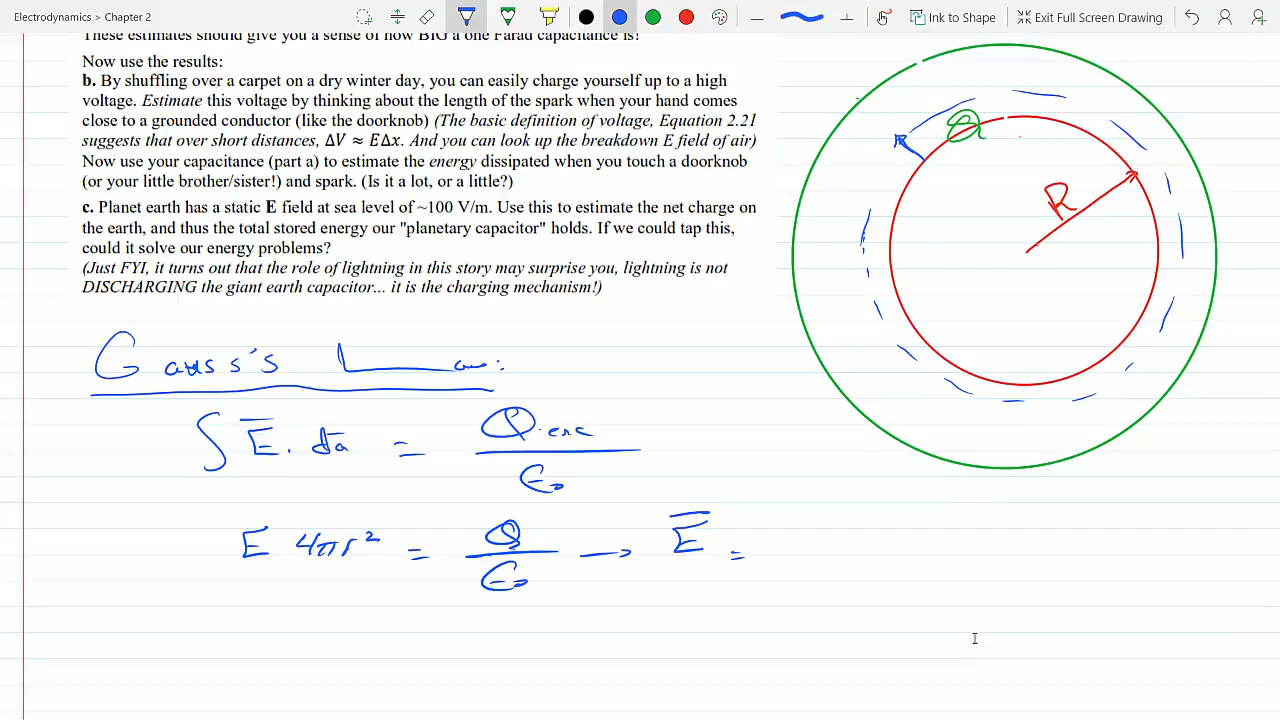 Electrodynamics > Chapter 2
Ink to Shape
Exit Full Screen Drawing
These estimates should give you a sense of how BIG a one Farad capacitance is!
Now use the results:
b. By shuffling over a carpet on a dry winter day, you can easily charge yourself up to a high
voltage. Estimate this voltage by thinking about the length of the spark when your hand comes
close to a grounded conductor (like the doorknob) (The basic definition of voltage, Equation 2.21
suggests that over short distances, ΔV ≈ EΔx. And you can look up the breakdown E field of air)
Now use your capacitance (part a) to estimate the energy dissipated when you touch a doorknob
(or your little brother/sister!) and spark. (Is it a lot, or a little?)
c. Planet earth has a static E field at sea level of ~100 V/m. Use this to estimate the net charge on
the earth, and thus the total stored energy our "planetary capacitor" holds. If we could tap this,
could it solve our energy problems?
(Just FYI, it turns out that the role of lightning in this story may surprise you, lightning is not
DISCHARGING the giant earth capacitor... it is the charging mechanism!)
Q
R
Gauss's Law:
∫ E̅ . da̅ = Q enc / ε₀
E 4πr² = Q / ε₀ → E̅ =